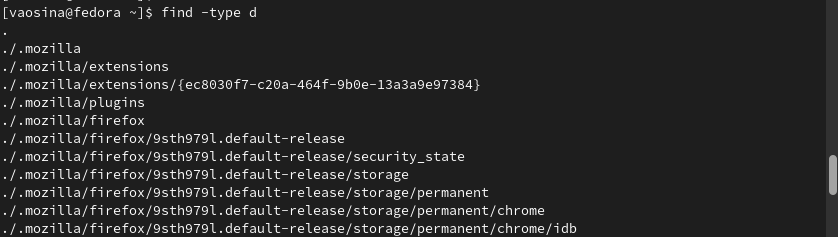 [vaosina@fedora ~]$ find -type d
.
./.mozilla
./.mozilla/extensions
./.mozilla/extensions/{ec8030f7-c20a-464f-9b0e-13a3a9e97384}
./.mozilla/plugins
./.mozilla/firefox
./.mozilla/firefox/9sth979l.default-release
./.mozilla/firefox/9sth979l.default-release/security_state
./.mozilla/firefox/9sth979l.default-release/storage
./.mozilla/firefox/9sth979l.default-release/storage/permanent
./.mozilla/firefox/9sth979l.default-release/storage/permanent/chrome
./.mozilla/firefox/9sth979l.default-release/storage/permanent/chrome/idb